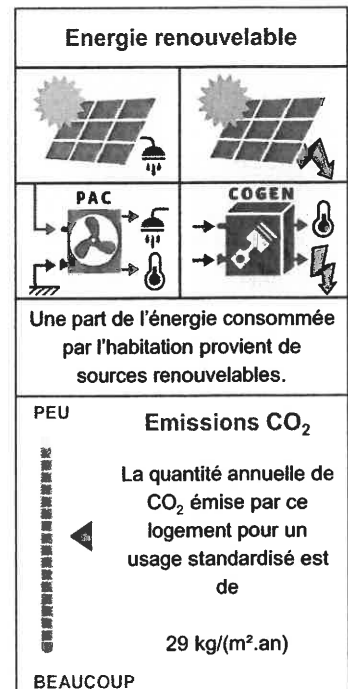 Energie renouvelable
PAC
COGEN
Une part de l'énergie consommée
par l'habitation provient de
sources renouvelables.
PEU
Emissions CO₂
La quantité annuelle de
CO₂ émise par ce
logement pour un
usage standardisé est
de
29 kg/(m².an)
BEAUCOUP